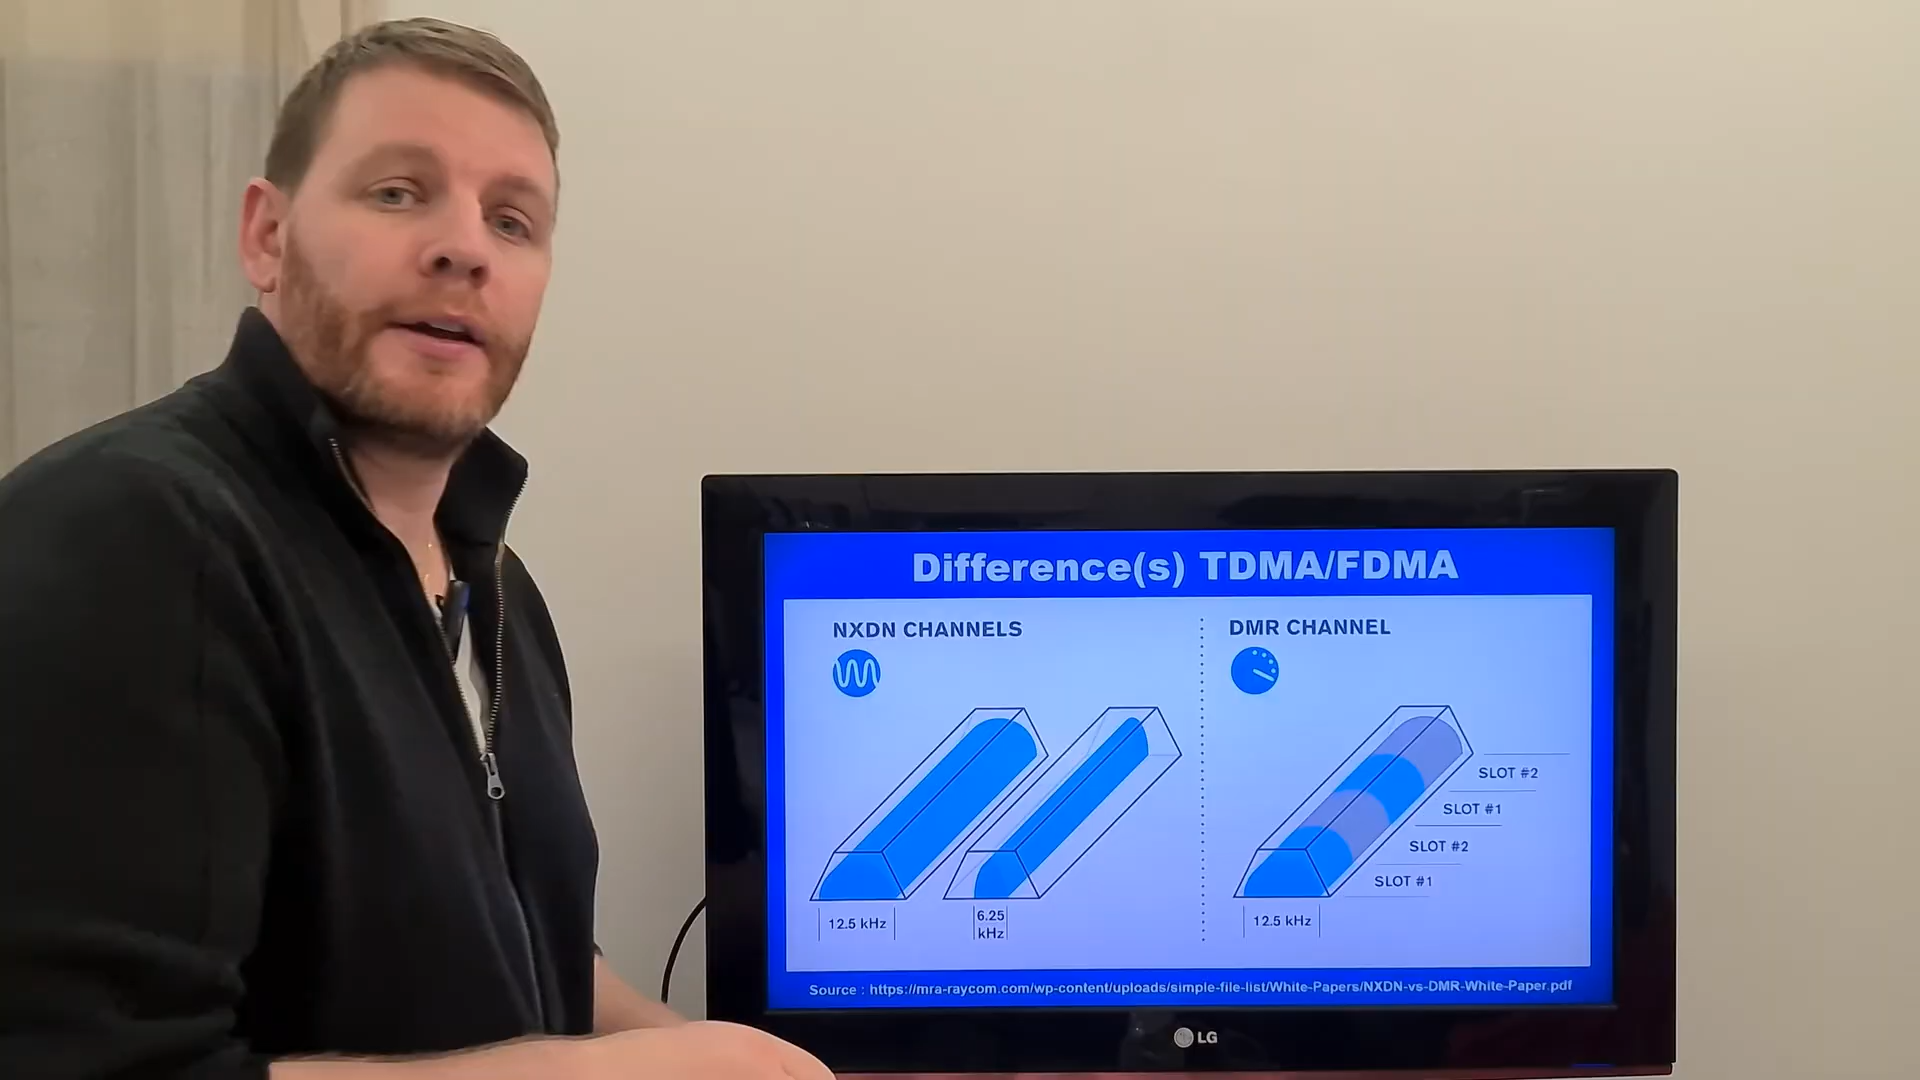 Difference(s) TDMA/FDMA
NXDN CHANNELS
12.5 kHz
6.25
kHz
DMR CHANNEL
SLOT #2
SLOT #1
SLOT #2
SLOT #1
12.5 kHz
Source : https://mra-raycom.com/wp-content/uploads/simple-file-list/White-Papers/NXDN-vs-DMR-White-Paper.pdf
LG